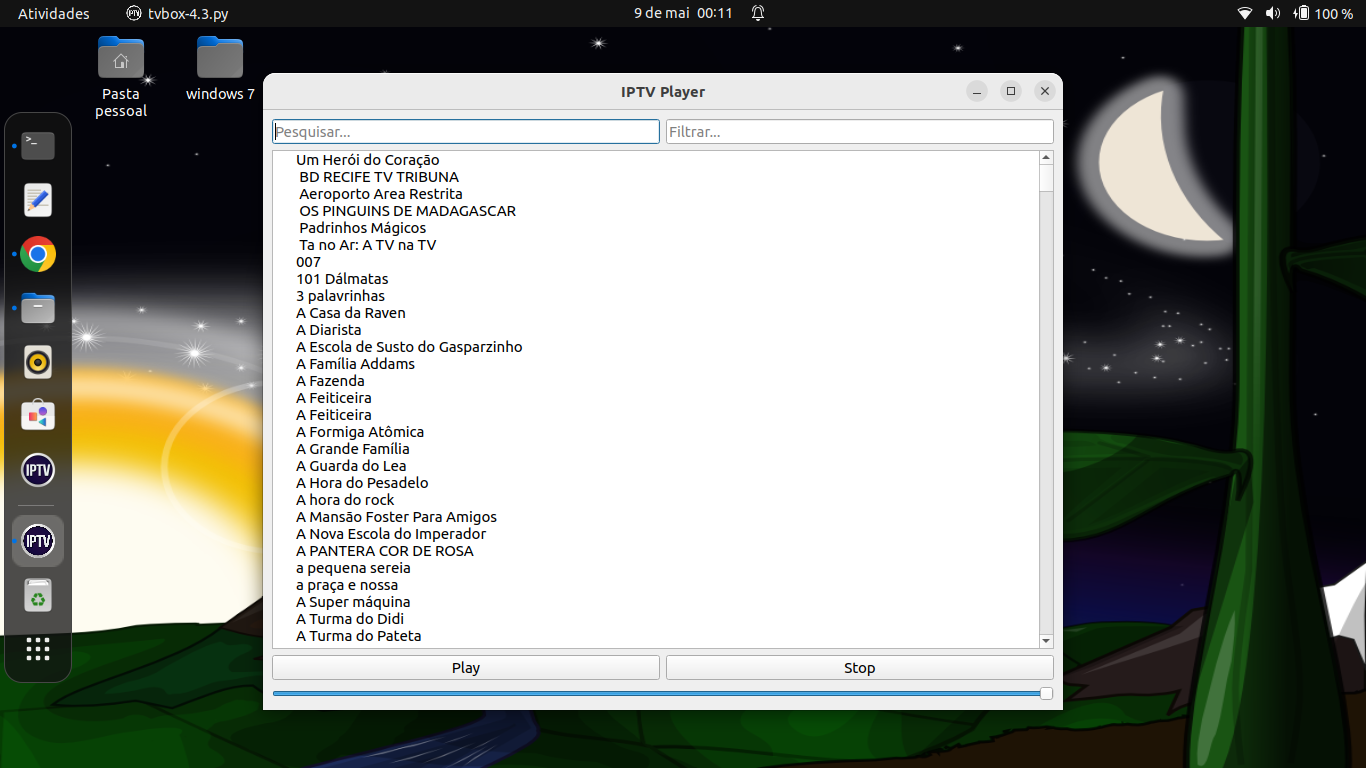 Atividades tvbox-4.3.py 9 de mai 00:11 100 %
Pasta pessoal
windows 7
IPTV Player
Pesquisar...
Filtrar...
Um Herói do Coração
BD RECIFE TV TRIBUNA
Aeroporto Area Restrita
OS PINGUINS DE MADAGASCAR
Padrinhos Mágicos
Ta no Ar: A TV na TV
007
101 Dálmatas
3 palavrinhas
A Casa da Raven
A Diarista
A Escola de Susto do Gasparzinho
A Família Addams
A Fazenda
A Feiticeira
A Feiticeira
A Formiga Atômica
A Grande Família
A Guarda do Lea
A Hora do Pesadelo
A hora do rock
A Mansão Foster Para Amigos
A Nova Escola do Imperador
A PANTERA COR DE ROSA
a pequena sereia
a praça e nossa
A Super máquina
A Turma do Didi
A Turma do Pateta
Play
Stop
IPTV
IPTV